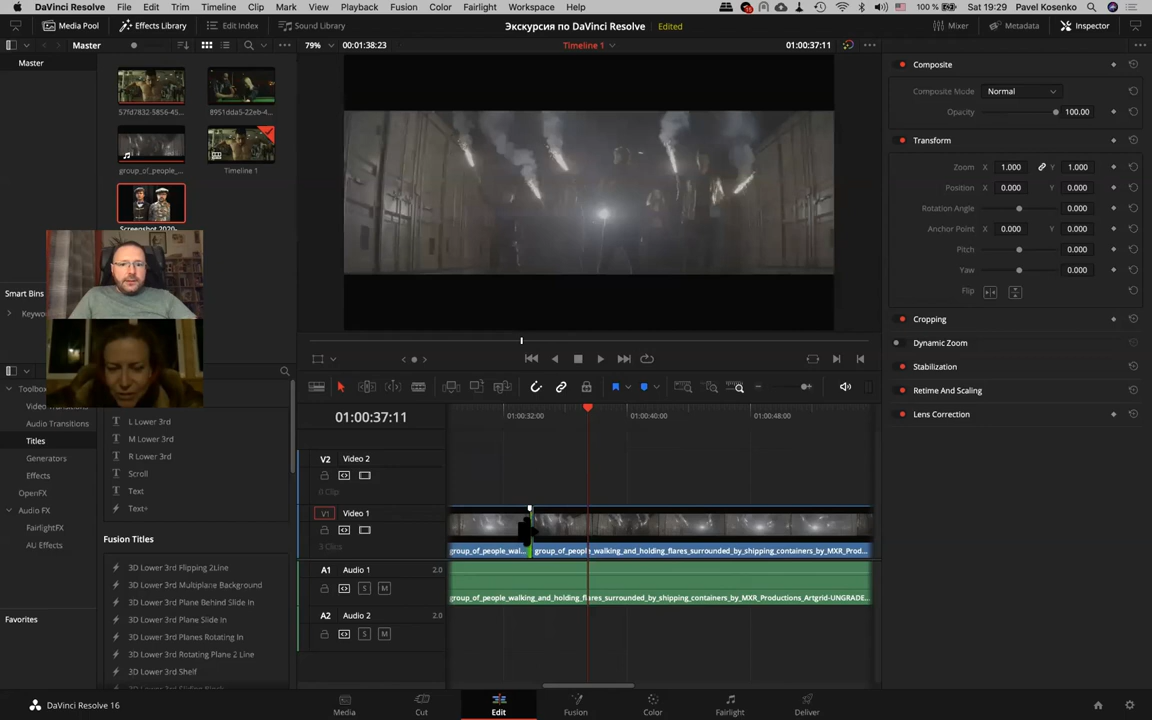 DaVinci Resolve File Edit Trim Timeline Clip Mark View Playback Fusion Color Fairlight Workspace Help 100 % Sat 19:29 Pavel Kosenko
Media Pool Effects Library Edit Index Sound Library Экскурсия по DaVinci Resolve Edited Mixer Metadata Inspector
Master 79% 00:01:38:23 Timeline 1 01:00:37:11
Master
57fd7832-5856-45...
8951dda5-22eb-4...
group_of_people_...
Timeline 1
Screenshot 2020-
Smart Bins
Keywo
Composite
Composite Mode Normal
Opacity 100.00
Transform
Zoom X 1.000 Y 1.000
Position X 0.000 Y 0.000
Rotation Angle 0.000
Anchor Point X 0.000 Y 0.000
Pitch 0.000
Yaw 0.000
Flip
Cropping
Dynamic Zoom
Stabilization
Retime And Scaling
Lens Correction
Toolbox
Video Transitions
Audio Transitions
Titles
Generators
Effects
OpenFX
Audio FX
FairlightFX
AU Effects
Favorites
L Lower 3rd
M Lower 3rd
R Lower 3rd
Scroll
Text
Text+
Fusion Titles
3D Lower 3rd Flipping 2Line
3D Lower 3rd Multiplane Background
3D Lower 3rd Plane Behind Slide In
3D Lower 3rd Plane Slide In
3D Lower 3rd Planes Rotating In
3D Lower 3rd Rotating Plane 2 Line
3D Lower 3rd Shelf
01:00:37:11
01:00:32:00 01:00:40:00 01:00:48:00
V2 Video 2
0 Clip
V1 Video 1
3 Clips
group_of_people_wal... group_of_people_walking_and_holding_flares_surrounded_by_shipping_containers_by_MXR_Prod...
A1 Audio 1 2.0
S M
group_of_people_walking_and_holding_flares_surrounded_by_shipping_containers_by_MXR_Productions_Artgrid-UNGRADE...
A2 Audio 2 2.0
S M
DaVinci Resolve 16
Media Cut Edit Fusion Color Fairlight Deliver